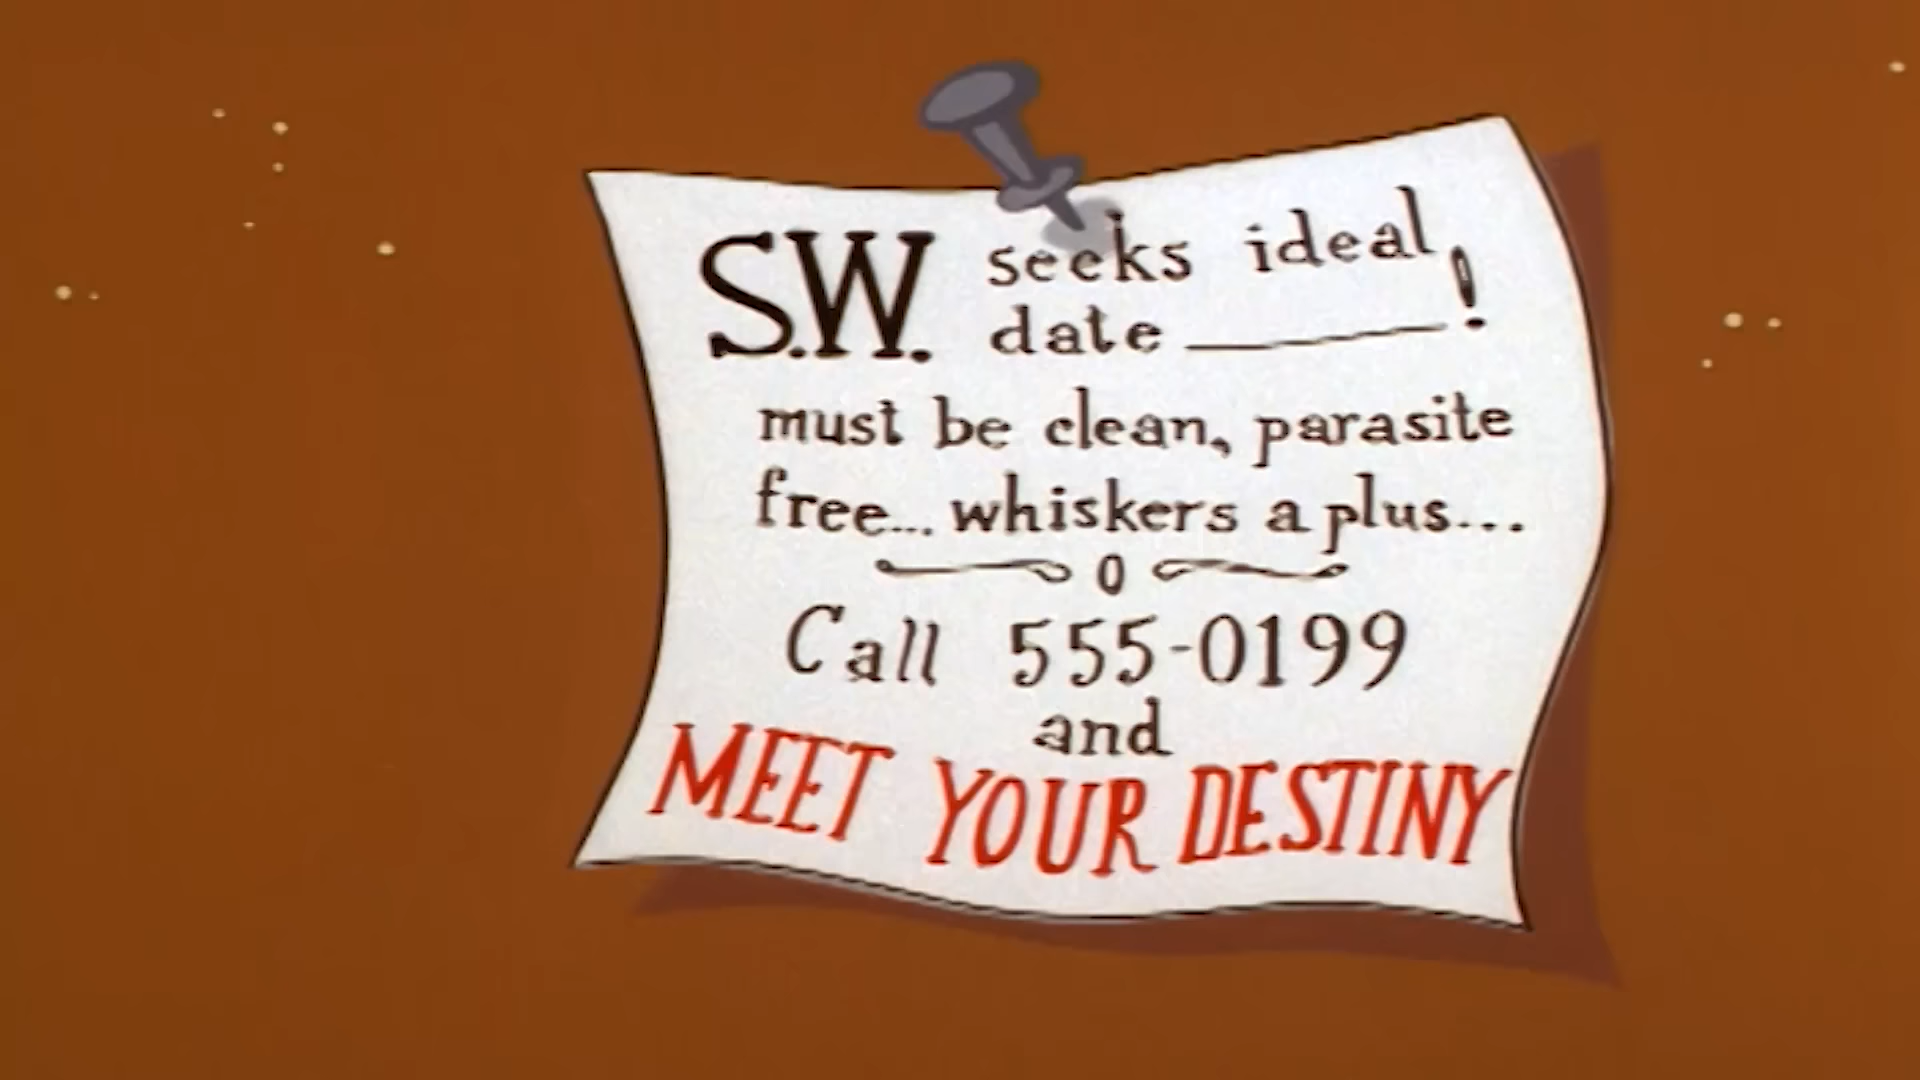 S.W. seeks ideal
date ______!
must be clean, parasite
free... whiskers a plus...
Call 555-0199
and
MEET YOUR DESTINY